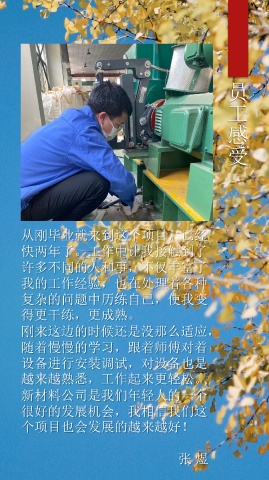 员工感受
从刚毕业就来到这个项目，已经
快两年了，工作中让我接触到了
许多不同的人和事，不仅丰富了
我的工作经验，也在处理着各种
复杂的问题中历练自己，使我变
得更干练，更成熟。
刚来这边的时候还是没那么适应，
随着慢慢的学习，跟着师傅对着
设备进行安装调试，对设备也是
越来越熟悉，工作起来更轻松。
新材料公司是我们年轻人的一个
很好的发展机会，我相信我们这
个项目也会发展的越来越好！
张 煜